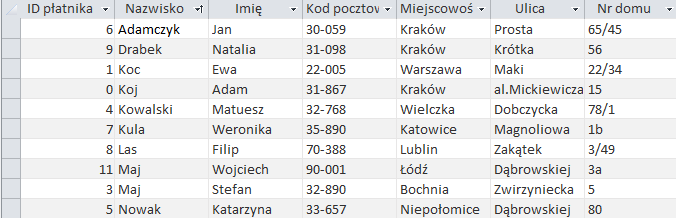 ID płatnika Nazwisko Imię Kod pocztow Miejscowoś Ulica Nr domu
6 Adamczyk Jan 30-059 Kraków Prosta 65/45
9 Drabek Natalia 31-098 Kraków Krótka 56
1 Koc Ewa 22-005 Warszawa Maki 22/34
0 Koj Adam 31-867 Kraków al.Mickiewicza 15
4 Kowalski Matuesz 32-768 Wielczka Dobczycka 78/1
7 Kula Weronika 35-890 Katowice Magnoliowa 1b
8 Las Filip 70-388 Lublin Zakątek 3/49
11 Maj Wojciech 90-001 Łódź Dąbrowskiej 3a
3 Maj Stefan 32-890 Bochnia Zwirzyniecka 5
5 Nowak Katarzyna 33-657 Niepołomice Dąbrowskiej 80